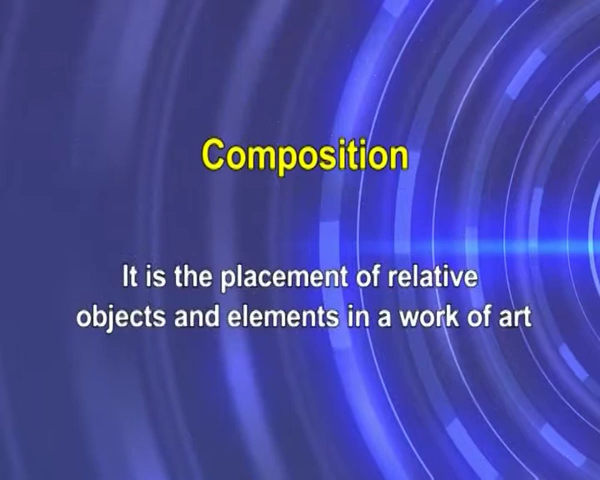 Composition
It is the placement of relative
objects and elements in a work of art